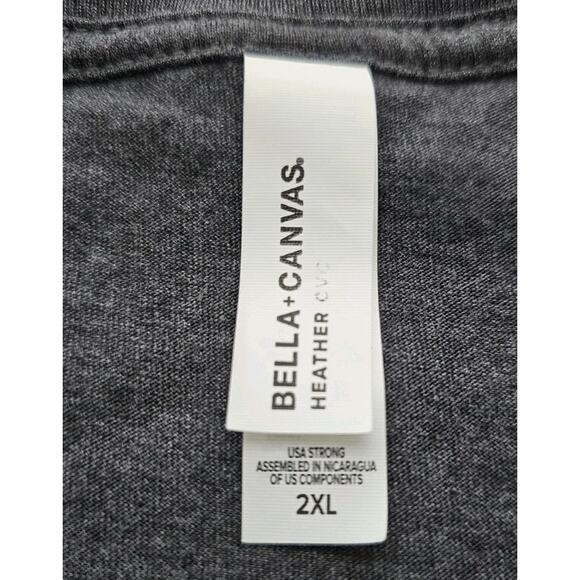 BELLA+CANVAS®
HEATHER CVC
USA STRONG
ASSEMBLED IN NICARAGUA
OF US COMPONENTS
2XL